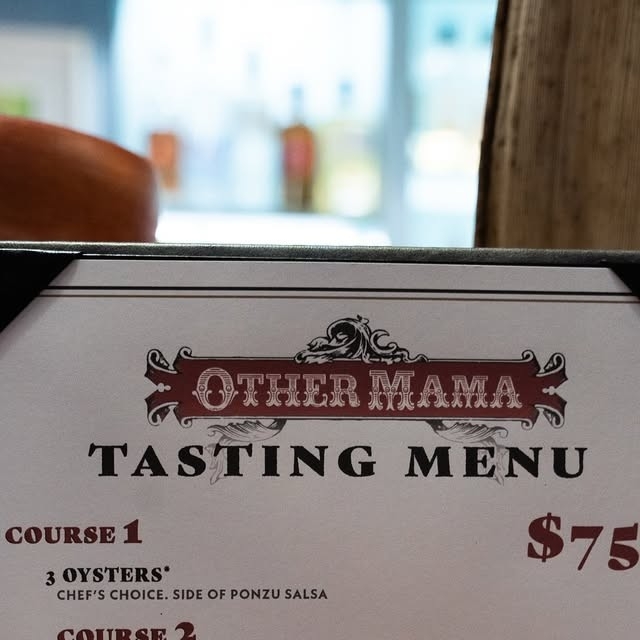 OTHER MAMA
TASTING MENU
COURSE 1
$75
3 OYSTERS*
CHEF'S CHOICE. SIDE OF PONZU SALSA
COURSE 2